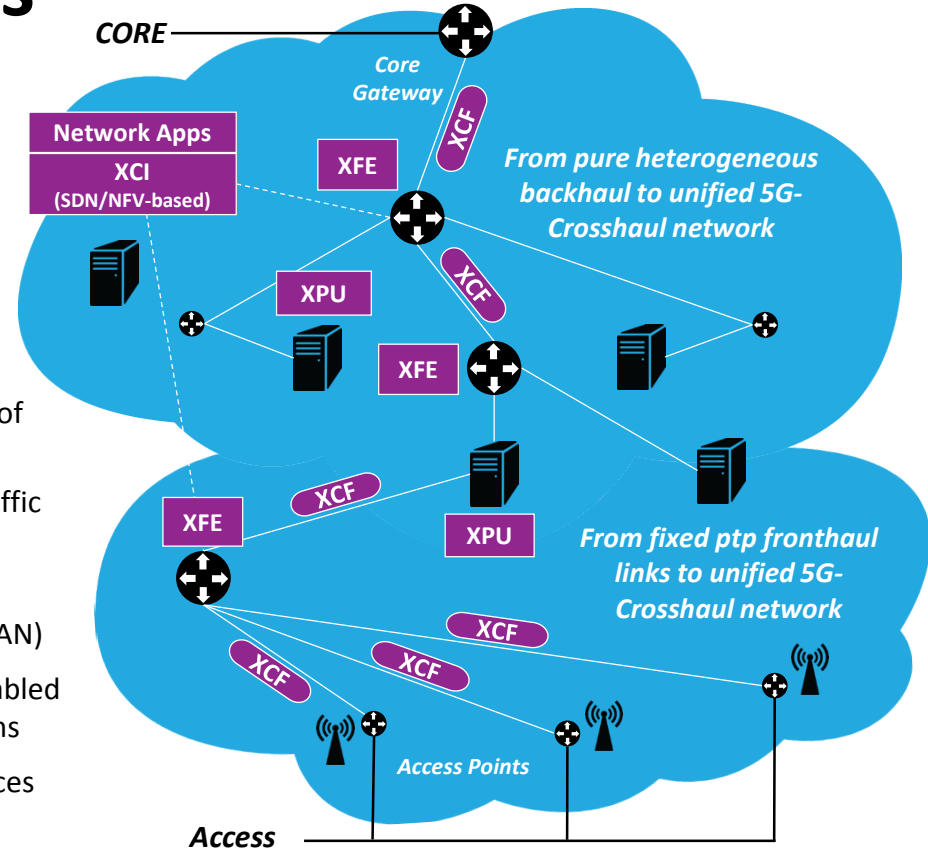 s
CORE
Core
Gateway
XCF
Network Apps
XCI
(SDN/NFV-based)
XFE
From pure heterogeneous
backhaul to unified 5G-
Crosshaul network
XCF
XPU
XFE
of
ffic
XCF
XFE
XPU
From fixed ptp fronthaul
links to unified 5G-
Crosshaul network
AN)
XCF
XCF
XCF
abled
ns
ces
Access Points
Access